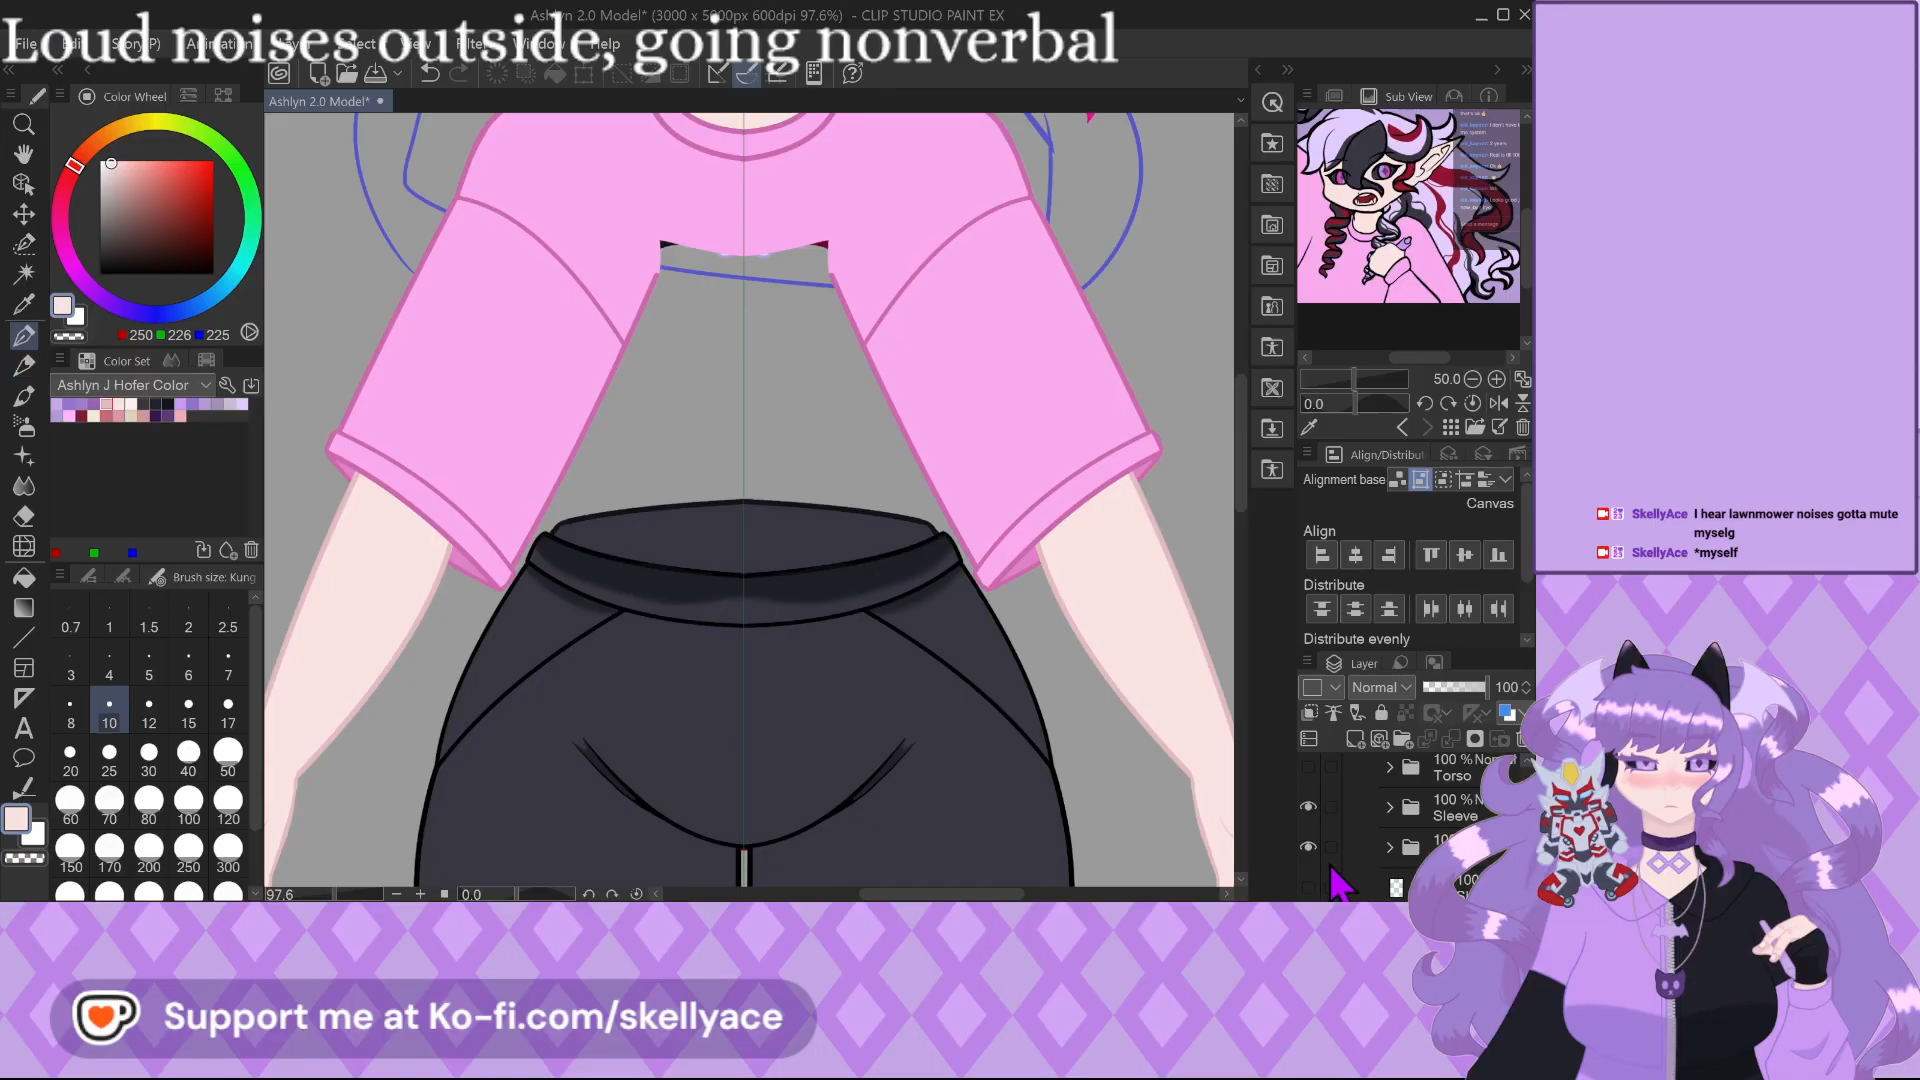 Ashlyn 2.0 Model* (3000 x 5000px 600dpi 97.6%) - CLIP STUDIO PAINT EX
Loud noises outside, going nonverbal
File
Window
Help
Color Wheel
Ashlyn 2.0 Model*
Sub View
250 226 225
Color Set
Ashlyn J Hofer Color
50.0
0.0
Brush size: Kung
Align/Distribut
Alignment base
Canvas
Align
Distribute
Distribute evenly
0.7 1 1.5 2 2.5
3 4 5 6 7
8 10 12 15 17
20 25 30 40 50
60 70 80 100 120
150 170 200 250 300
Layer
Normal 100
Torso
100 % N
Sleeve
97.6
0.0
SkellyAce I hear lawnmower noises gotta mute
myselg
SkellyAce *myself
Support me at Ko-fi.com/skellyace